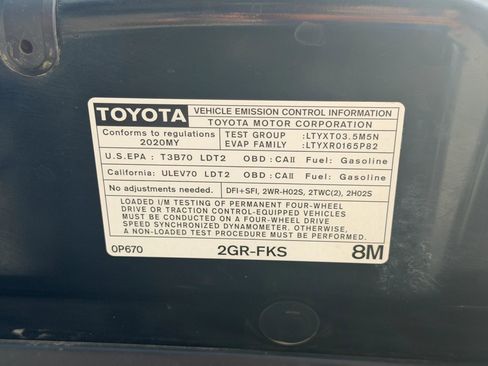 TOYOTA VEHICLE EMISSION CONTROL INFORMATION
TOYOTA MOTOR CORPORATION
Conforms to regulations 2020MY
TEST GROUP :LTYXT03.5M5N
EVAP FAMILY :LTYXR0165P82
U.S.EPA : T3B70 LDT2 OBD :CAII Fuel: Gasoline
California: ULEV70 LDT2 OBD :CAII Fuel: Gasoline
No adjustments needed. DFI+SFI, 2WR-HO2S, 2TWC(2), 2HO2S
LOADED I/M TESTING OF PERMANENT FOUR-WHEEL
DRIVE OR TRACTION CONTROL-EQUIPPED VEHICLES
MUST BE CONDUCTED ON A FOUR-WHEEL DRIVE
SPEED SYNCHRONIZED DYNAMOMETER. OTHERWISE,
A NON-LOADED TEST PROCEDURE MUST BE PERFORMED.
0P670 2GR-FKS 8M